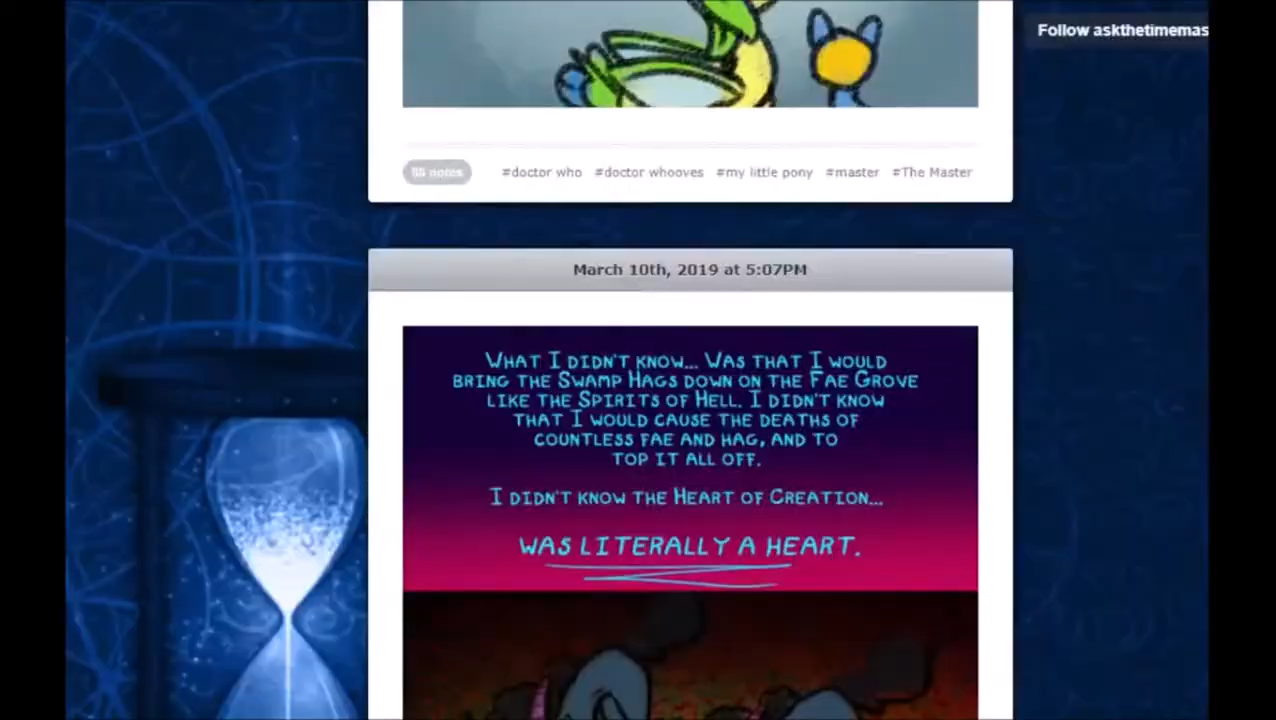 Follow askthetimemas
55 notes
#doctor who #doctor whooves #my little pony #master #The Master
March 10th, 2019 at 5:07PM
WHAT I DIDN'T KNOW... WAS THAT I WOULD
BRING THE SWAMP HAGS DOWN ON THE FAE GROVE
LIKE THE SPIRITS OF HELL. I DIDN'T KNOW
THAT I WOULD CAUSE THE DEATHS OF
COUNTLESS FAE AND HAG, AND TO
TOP IT ALL OFF.
I DIDN'T KNOW THE HEART OF CREATION...
WAS LITERALLY A HEART.